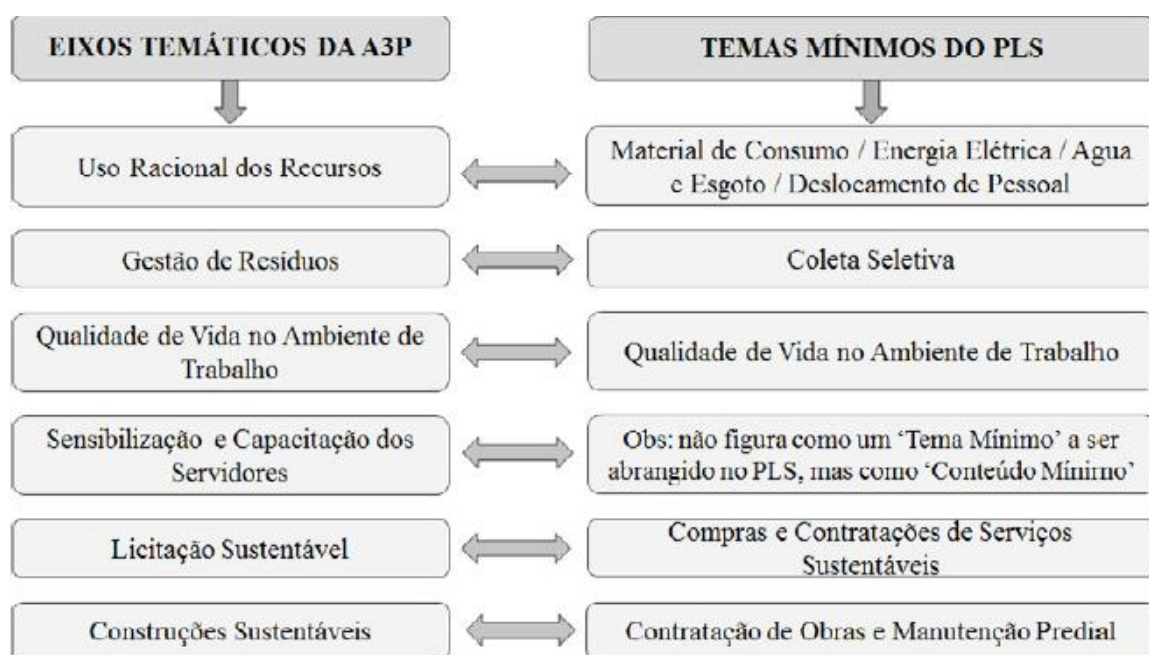 EIXOS TEMÁTICOS DA A3P
TEMAS MÍNIMOS DO PLS
Uso Racional dos Recursos
Material de Consumo / Energia Elétrica / Agua
e Esgoto / Deslocamento de Pessoal
Gestão de Resíduos
Coleta Seletiva
Qualidade de Vida no Ambiente de
Trabalho
Qualidade de Vida no Ambiente de Trabalho
Sensibilização e Capacitação dos
Servidores
Obs: não figura como um ‘Tema Mínimo’ a ser
abrangido no PLS, mas como ‘Conteúdo Mínimo’
Licitação Sustentável
Compras e Contratações de Serviços
Sustentáveis
Construções Sustentáveis
Contratação de Obras e Manutenção Predial